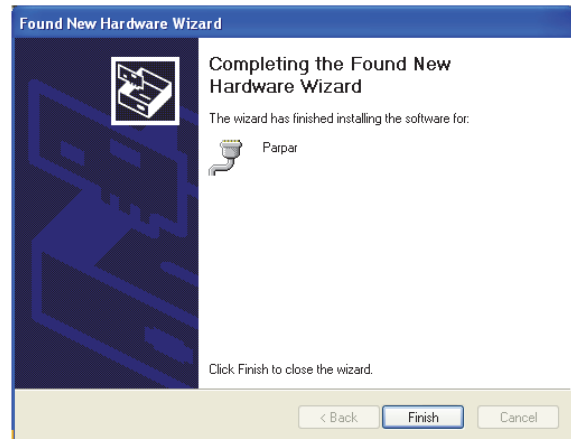 Found New Hardware Wizard
Completing the Found New
Hardware Wizard
The wizard has finished installing the software for:
Parpar
Click Finish to close the wizard.
< Back Finish Cancel